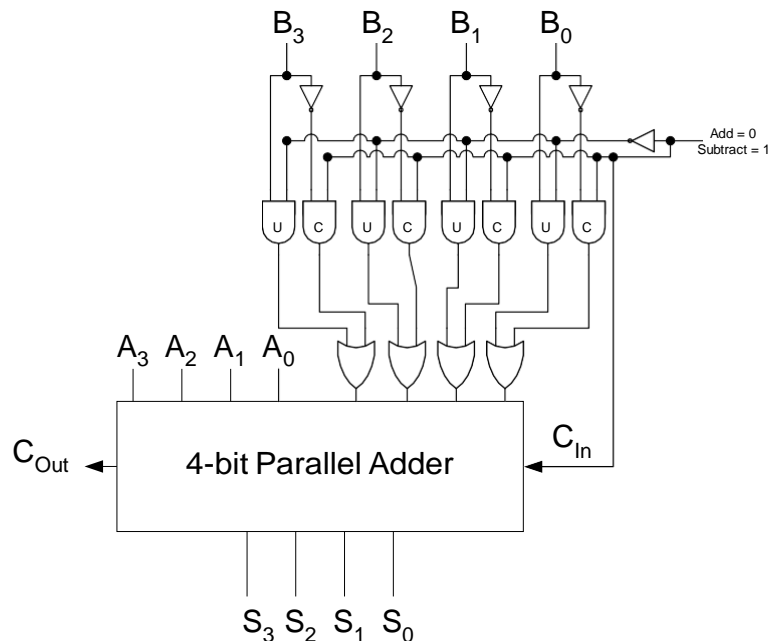 B3 B2 B1 B0
Add = 0
Subtract = 1
U C U C U C U C
A3 A2 A1 A0
COut
4-bit Parallel Adder
CIn
S3 S2 S1 S0